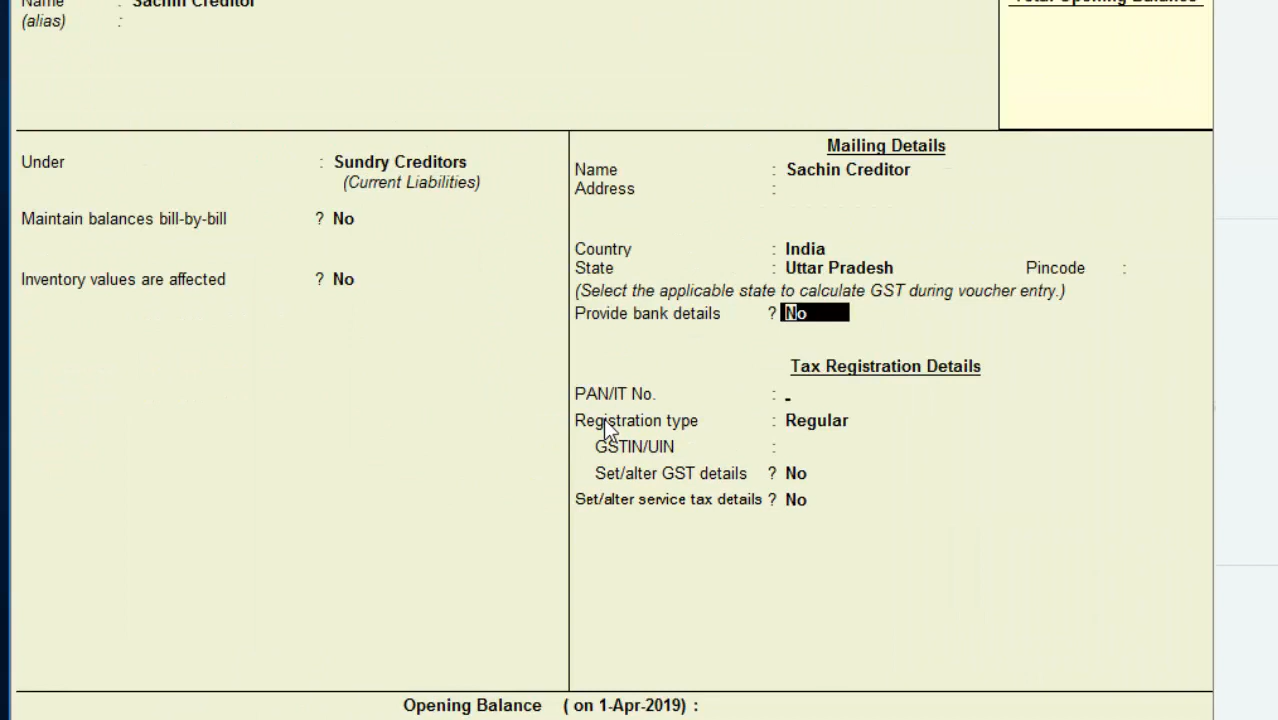 Name : Sachin Creditor
(alias) :
Total Opening Balance
Under : Sundry Creditors
(Current Liabilities)
Maintain balances bill-by-bill ? No
Inventory values are affected ? No
Mailing Details
Name : Sachin Creditor
Address :
Country : India
State : Uttar Pradesh Pincode :
(Select the applicable state to calculate GST during voucher entry.)
Provide bank details ? No
Tax Registration Details
PAN/IT No. :
Registration type : Regular
GSTIN/UIN :
Set/alter GST details ? No
Set/alter service tax details ? No
Opening Balance ( on 1-Apr-2019) :